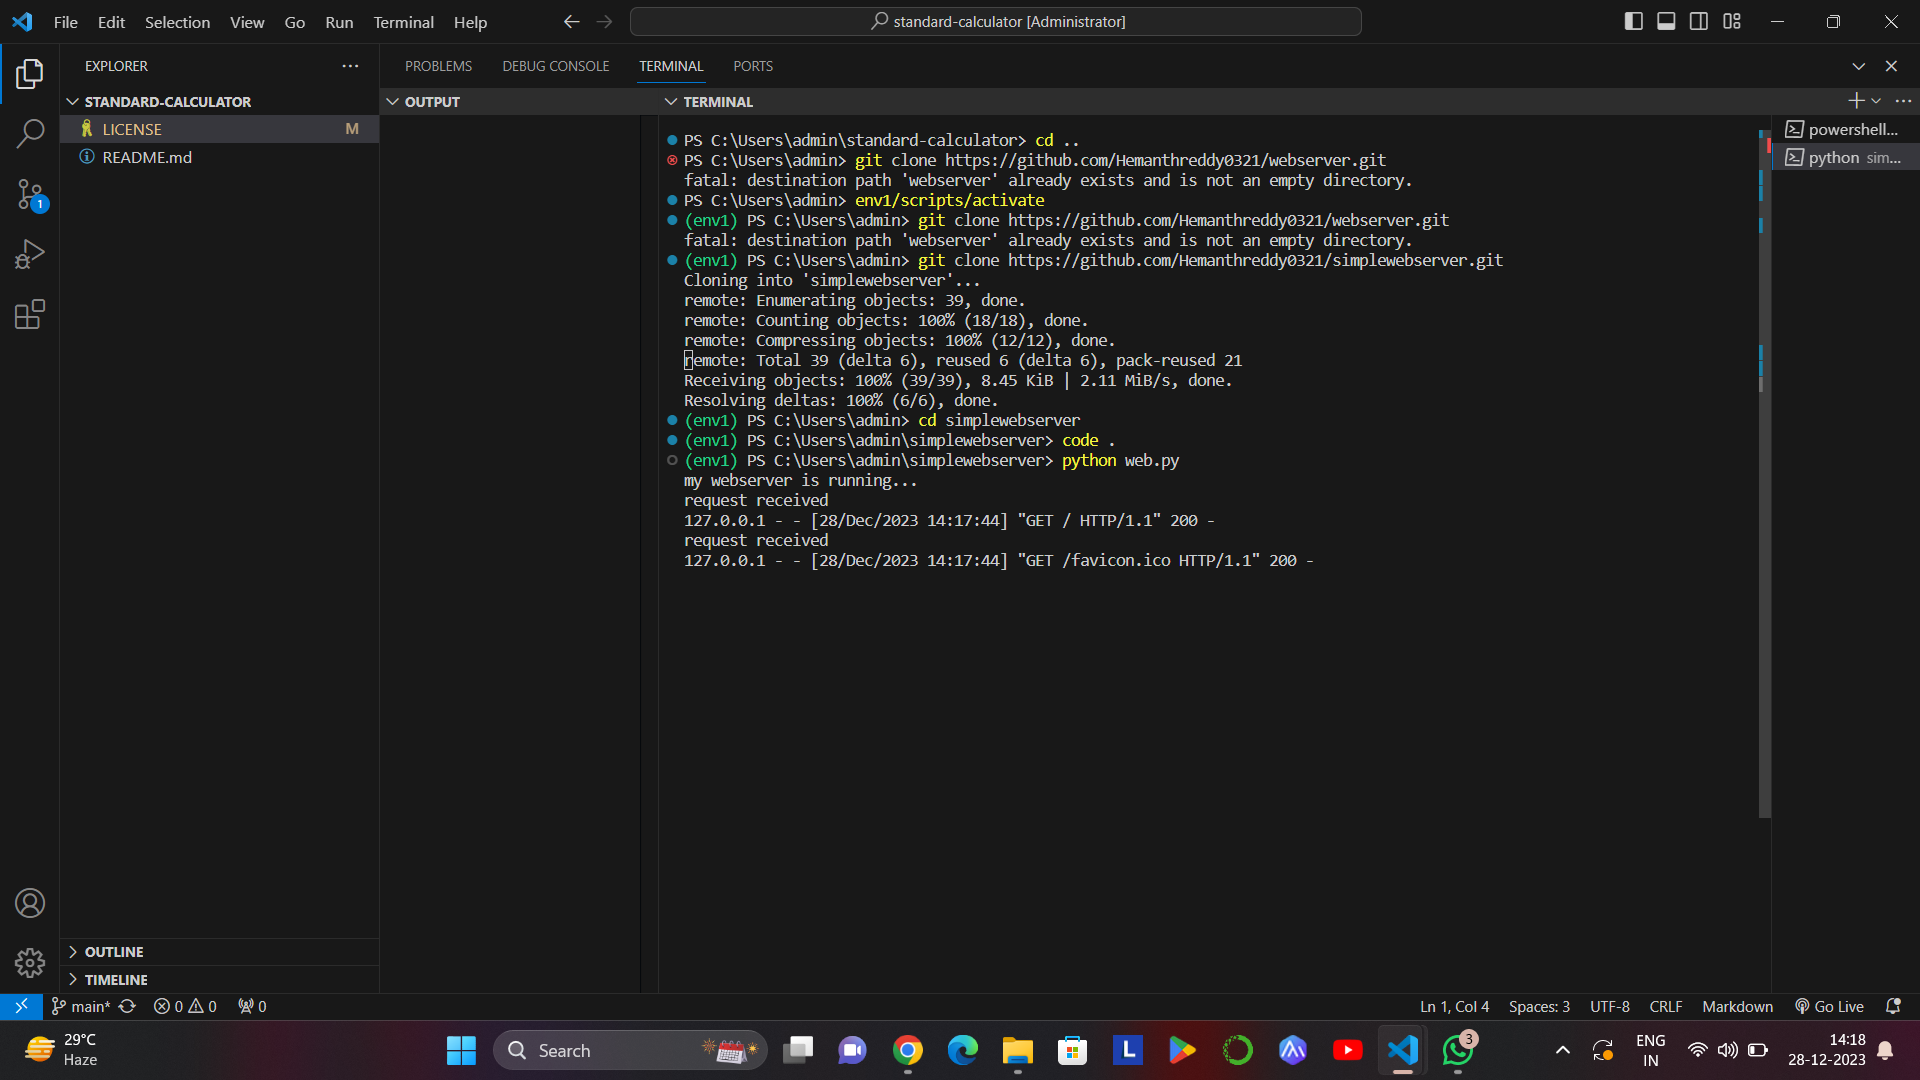 File Edit Selection View Go Run Terminal Help
standard-calculator [Administrator]
EXPLORER
STANDARD-CALCULATOR
LICENSE M
README.md
1
OUTLINE
TIMELINE
PROBLEMS DEBUG CONSOLE TERMINAL PORTS
OUTPUT
TERMINAL
PS C:\Users\admin\standard-calculator> cd ..
PS C:\Users\admin> git clone https://github.com/Hemanthreddy0321/webserver.git
fatal: destination path 'webserver' already exists and is not an empty directory.
PS C:\Users\admin> env1/scripts/activate
(env1) PS C:\Users\admin> git clone https://github.com/Hemanthreddy0321/webserver.git
fatal: destination path 'webserver' already exists and is not an empty directory.
(env1) PS C:\Users\admin> git clone https://github.com/Hemanthreddy0321/simplewebserver.git
Cloning into 'simplewebserver'...
remote: Enumerating objects: 39, done.
remote: Counting objects: 100% (18/18), done.
remote: Compressing objects: 100% (12/12), done.
remote: Total 39 (delta 6), reused 6 (delta 6), pack-reused 21
Receiving objects: 100% (39/39), 8.45 KiB | 2.11 MiB/s, done.
Resolving deltas: 100% (6/6), done.
(env1) PS C:\Users\admin> cd simplewebserver
(env1) PS C:\Users\admin\simplewebserver> code .
(env1) PS C:\Users\admin\simplewebserver> python web.py
my webserver is running...
request received
127.0.0.1 - - [28/Dec/2023 14:17:44] "GET / HTTP/1.1" 200 -
request received
127.0.0.1 - - [28/Dec/2023 14:17:44] "GET /favicon.ico HTTP/1.1" 200 -
powershell...
python sim...
main* 0 0 0
Ln 1, Col 4 Spaces: 3 UTF-8 CRLF Markdown Go Live
29°C
Haze
Search
L
3
ENG
IN
14:18
28-12-2023